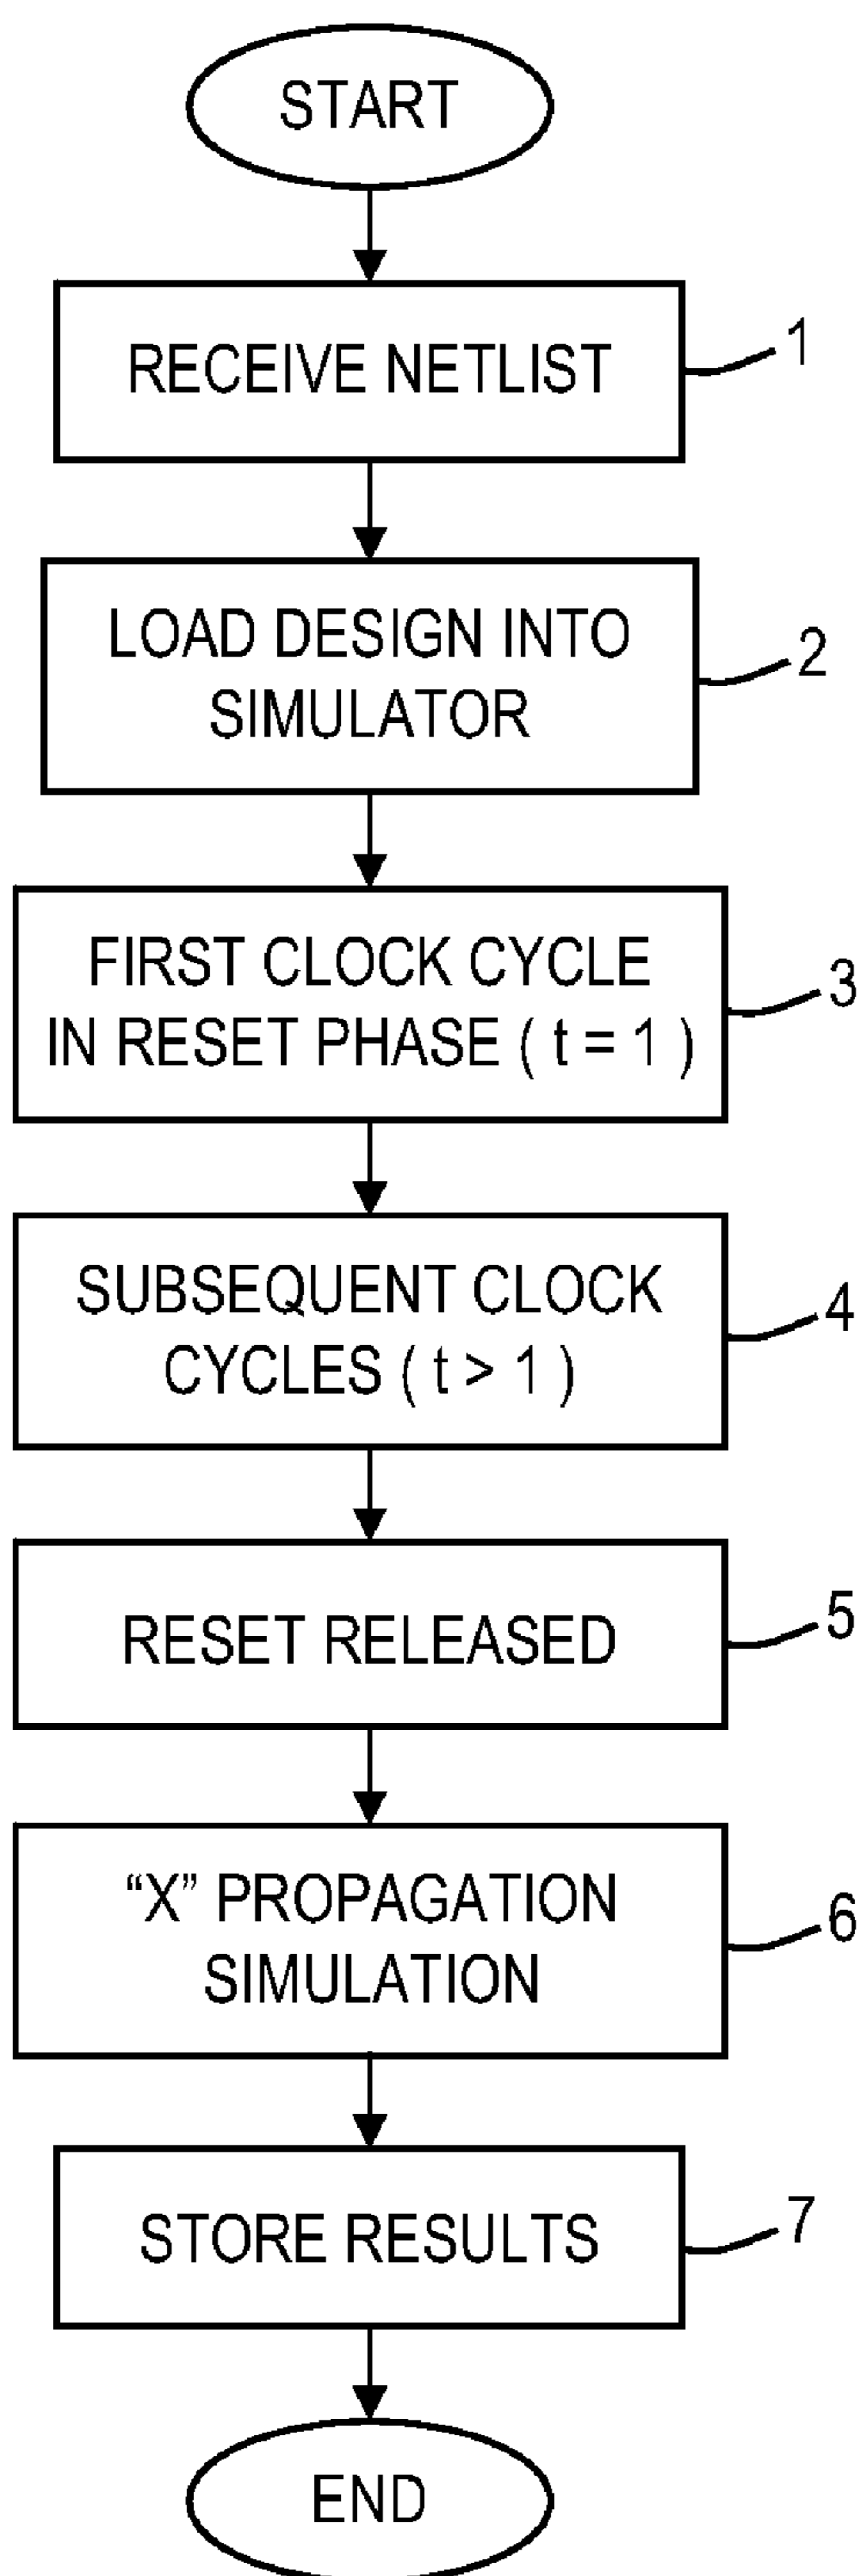 START
RECEIVE NETLIST
1
LOAD DESIGN INTO
SIMULATOR
2
FIRST CLOCK CYCLE
IN RESET PHASE ( t = 1 )
3
SUBSEQUENT CLOCK
CYCLES ( t > 1 )
4
RESET RELEASED
5
“X” PROPAGATION
SIMULATION
6
STORE RESULTS
7
END